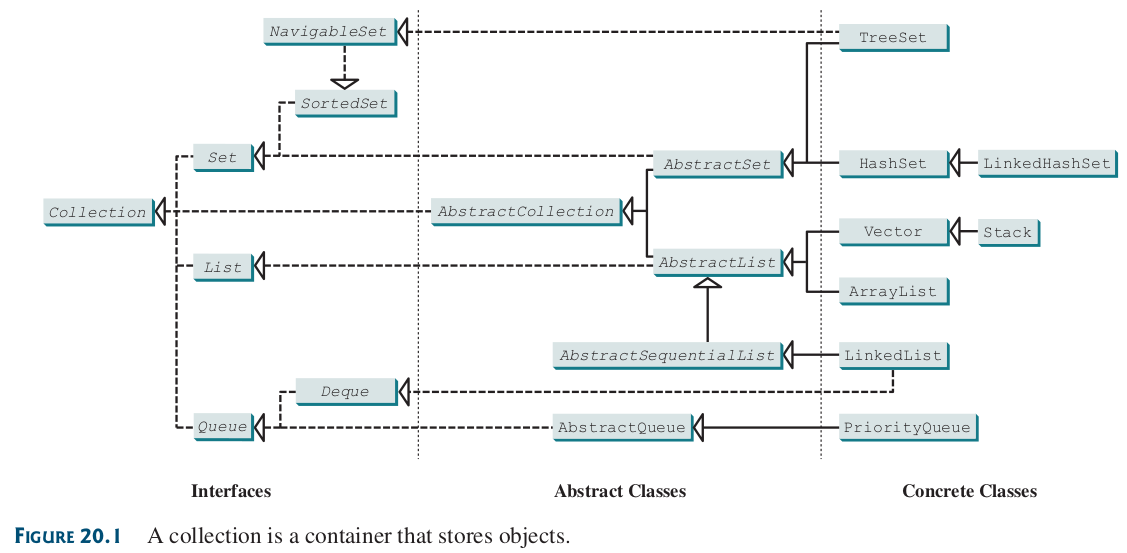 NavigableSet
TreeSet
SortedSet
Set
AbstractSet
HashSet
LinkedHashSet
Collection
AbstractCollection
Vector
Stack
List
AbstractList
ArrayList
AbstractSequentialList
LinkedList
Deque
Queue
AbstractQueue
PriorityQueue
Interfaces
Abstract Classes
Concrete Classes
FIGURE 20.1 A collection is a container that stores objects.